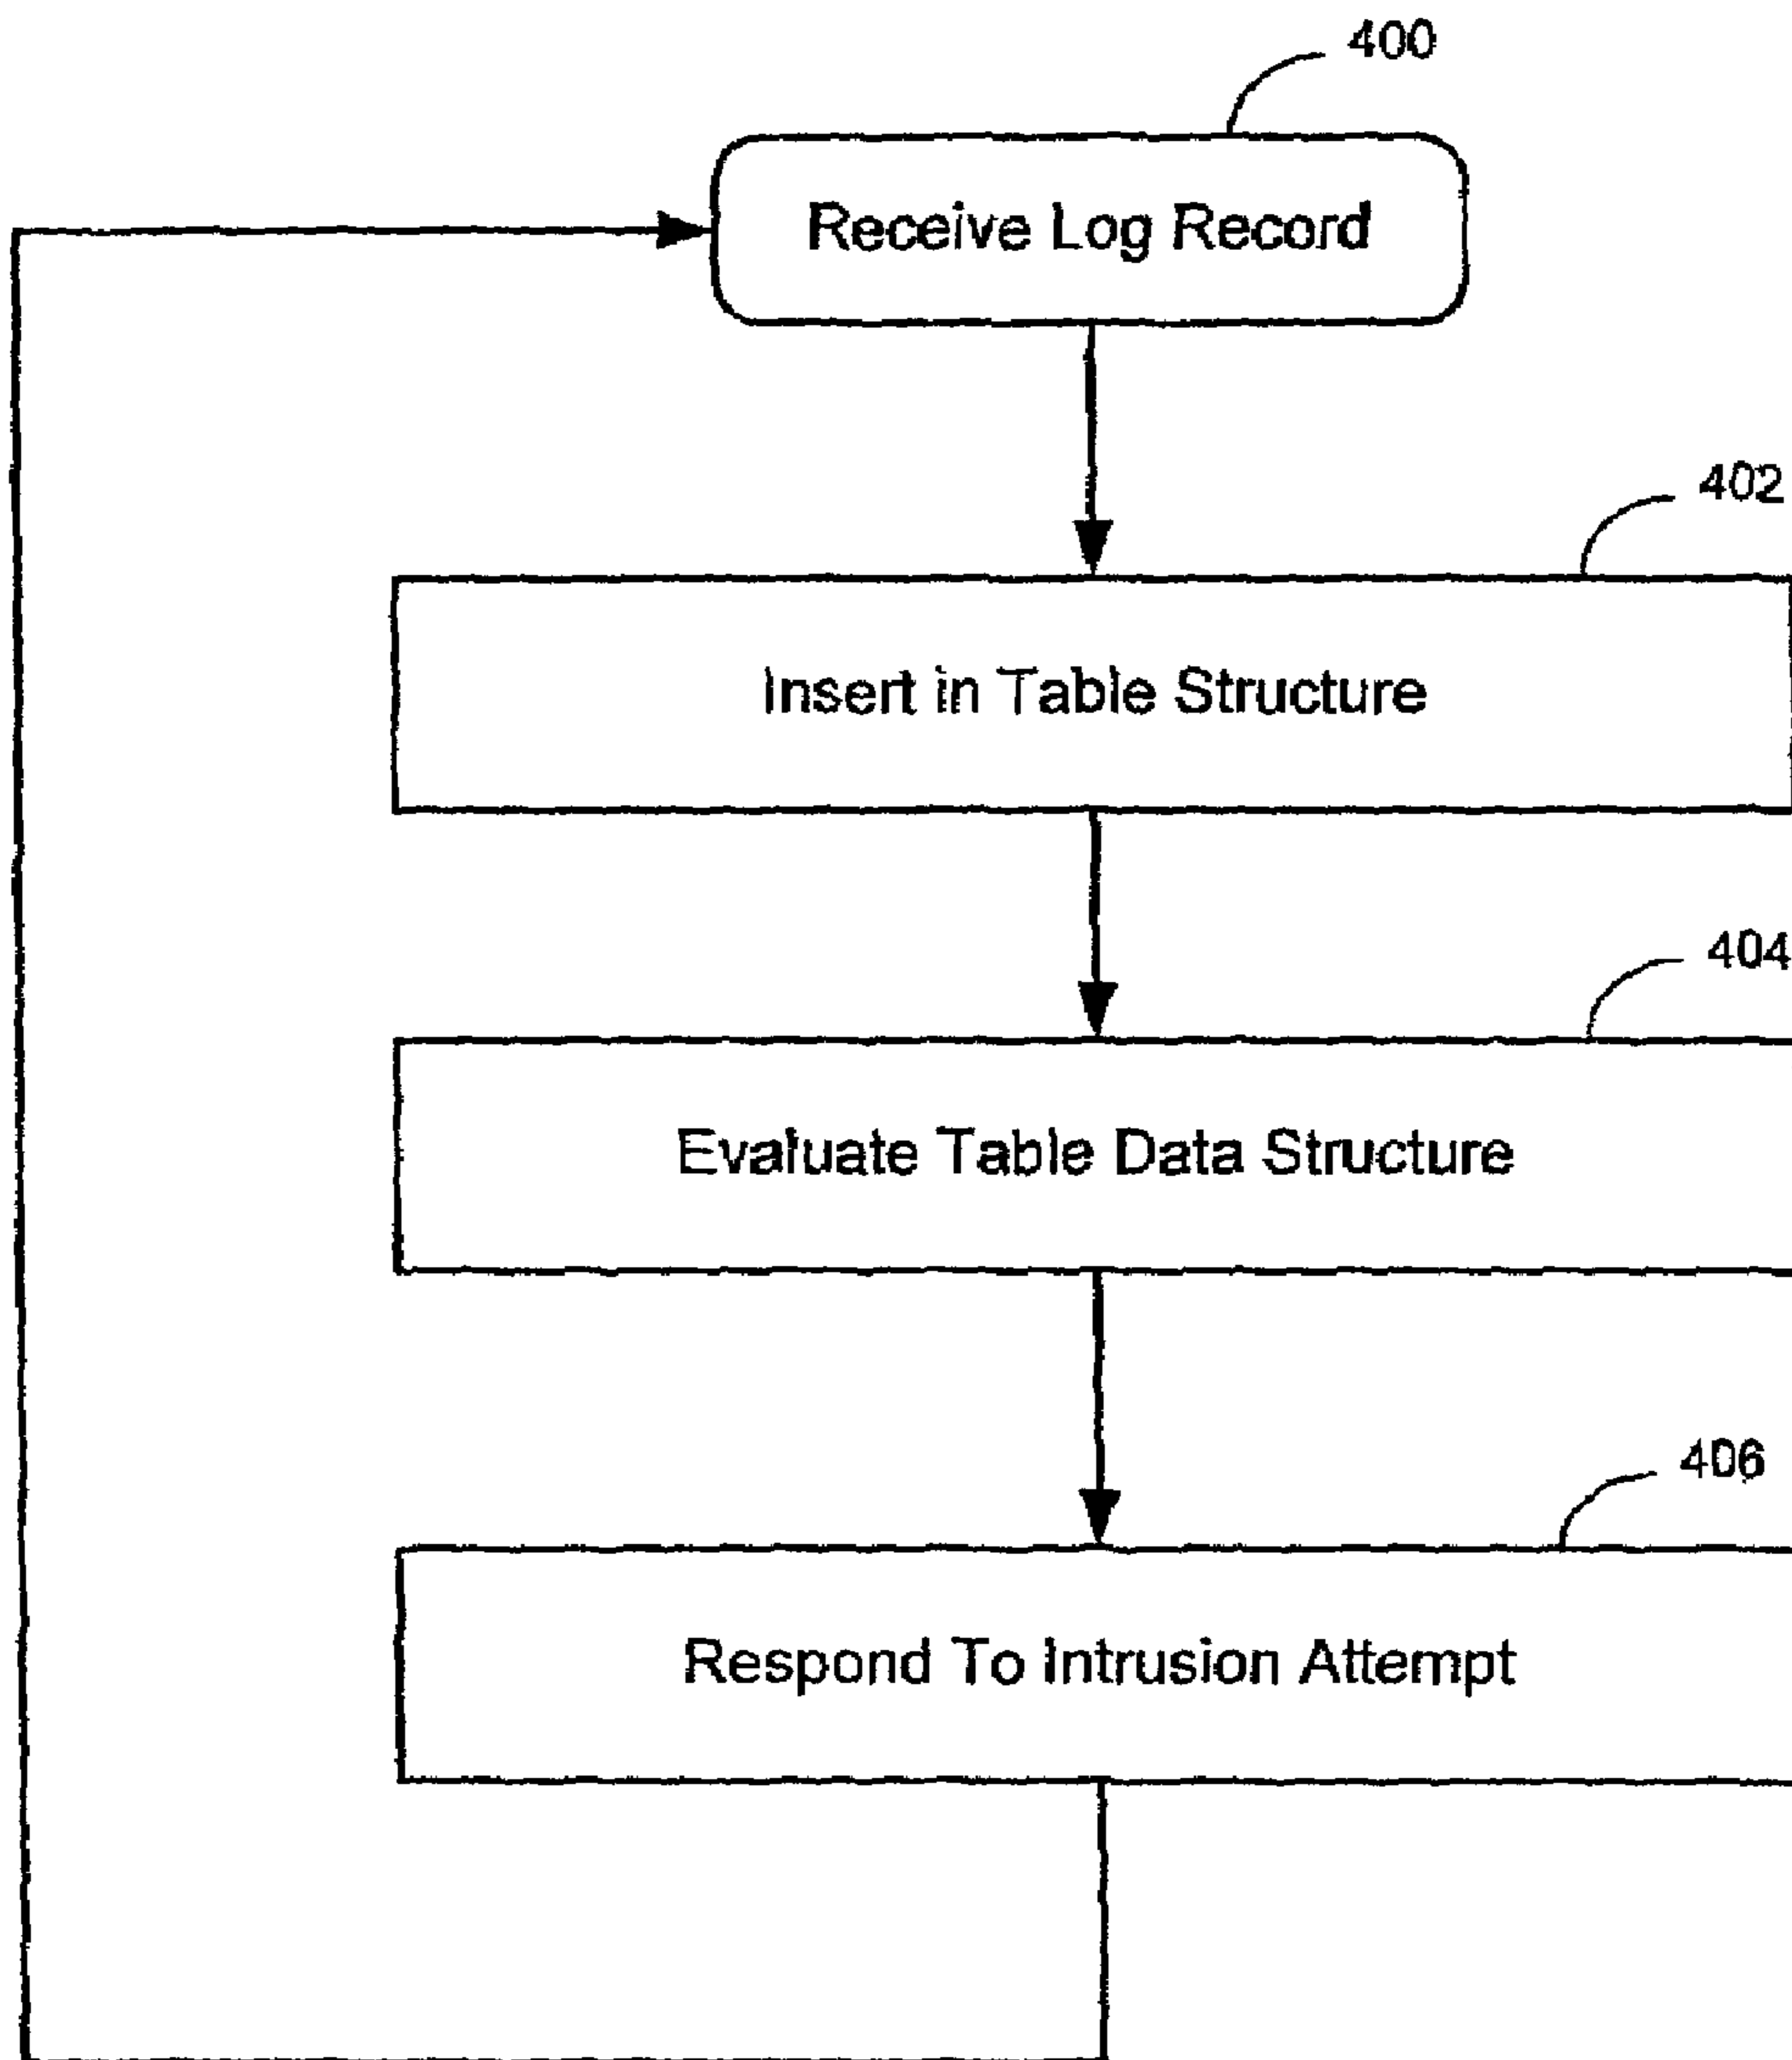 400
Receive Log Record
402
Insert in Table Structure
404
Evaluate Table Data Structure
406
Respond To Intrusion Attempt